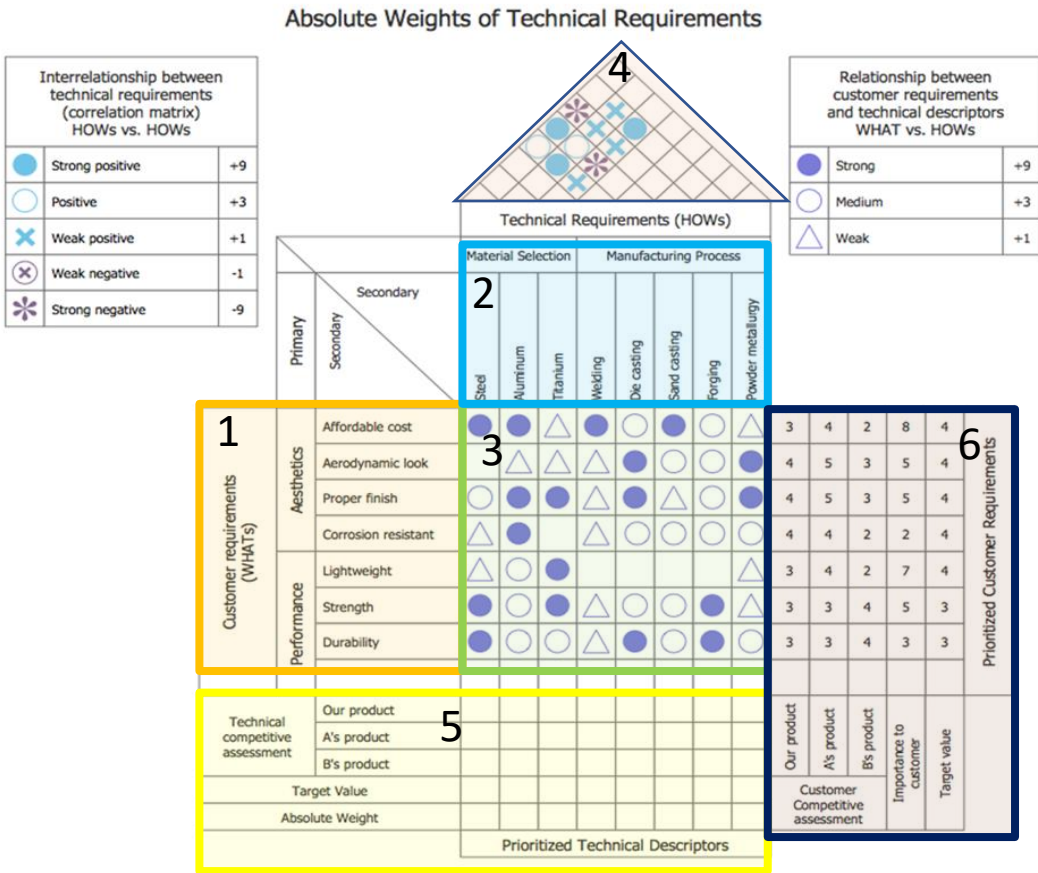 Absolute Weights of Technical Requirements
Interrelationship between
technical requirements
(correlation matrix)
HOWs vs. HOWs
Strong positive +9
Positive +3
Weak positive +1
Weak negative -1
Strong negative -9
4
Relationship between
customer requirements
and technical descriptors
WHAT vs. HOWs
Strong +9
Medium +3
Weak +1
Technical Requirements (HOWs)
Material Selection Manufacturing Process
2
Primary
Secondary
Secondary
Steel
Aluminum
Titanium
Welding
Die casting
Sand casting
Forging
Powder metallurgy
1
Customer requirements
(WHATs)
Aesthetics
Performance
3
6
Affordable cost 3 4 2 8 4
Aerodynamic look 4 5 3 5 4
Proper finish 4 5 3 5 4
Corrosion resistant 4 4 2 2 4
Lightweight 3 4 2 7 4
Strength 3 3 4 5 3
Durability 3 3 4 3 3
Prioritized Customer Requirements
5
Technical
competitive
assessment
Our product
A's product
B's product
Target Value
Absolute Weight
Prioritized Technical Descriptors
Our product
A's product
B's product
Importance to
customer
Target value
Customer
Competitive
assessment